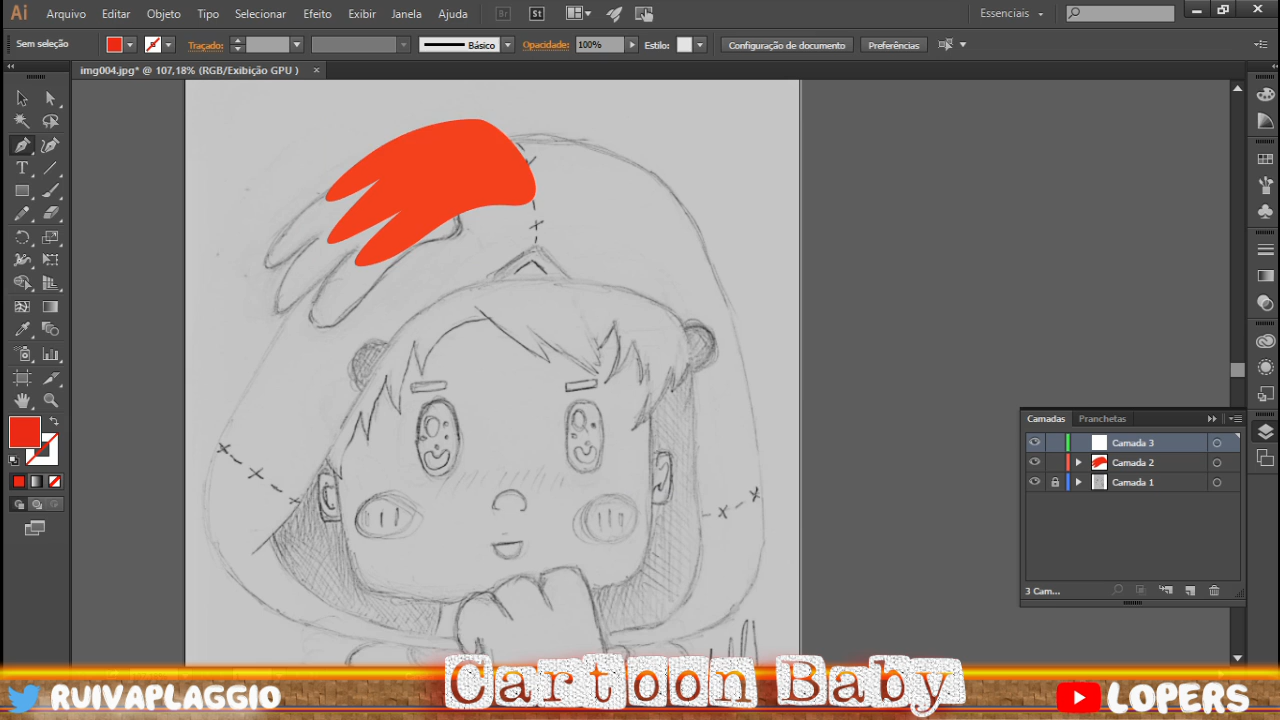 Ai Arquivo Editar Objeto Tipo Selecionar Efeito Exibir Janela Ajuda Br St Essenciais
Sem seleção Traçado: Básico Opacidade: 100% Estilo: Configuração de documento Preferências
img004.jpg* @ 107,18% (RGB/Exibição GPU ) ×
Camadas Pranchetas
Camada 3
Camada 2
Camada 1
3 Cam...
Cartoon Baby
RUIVAPLAGGIO
LOPERS